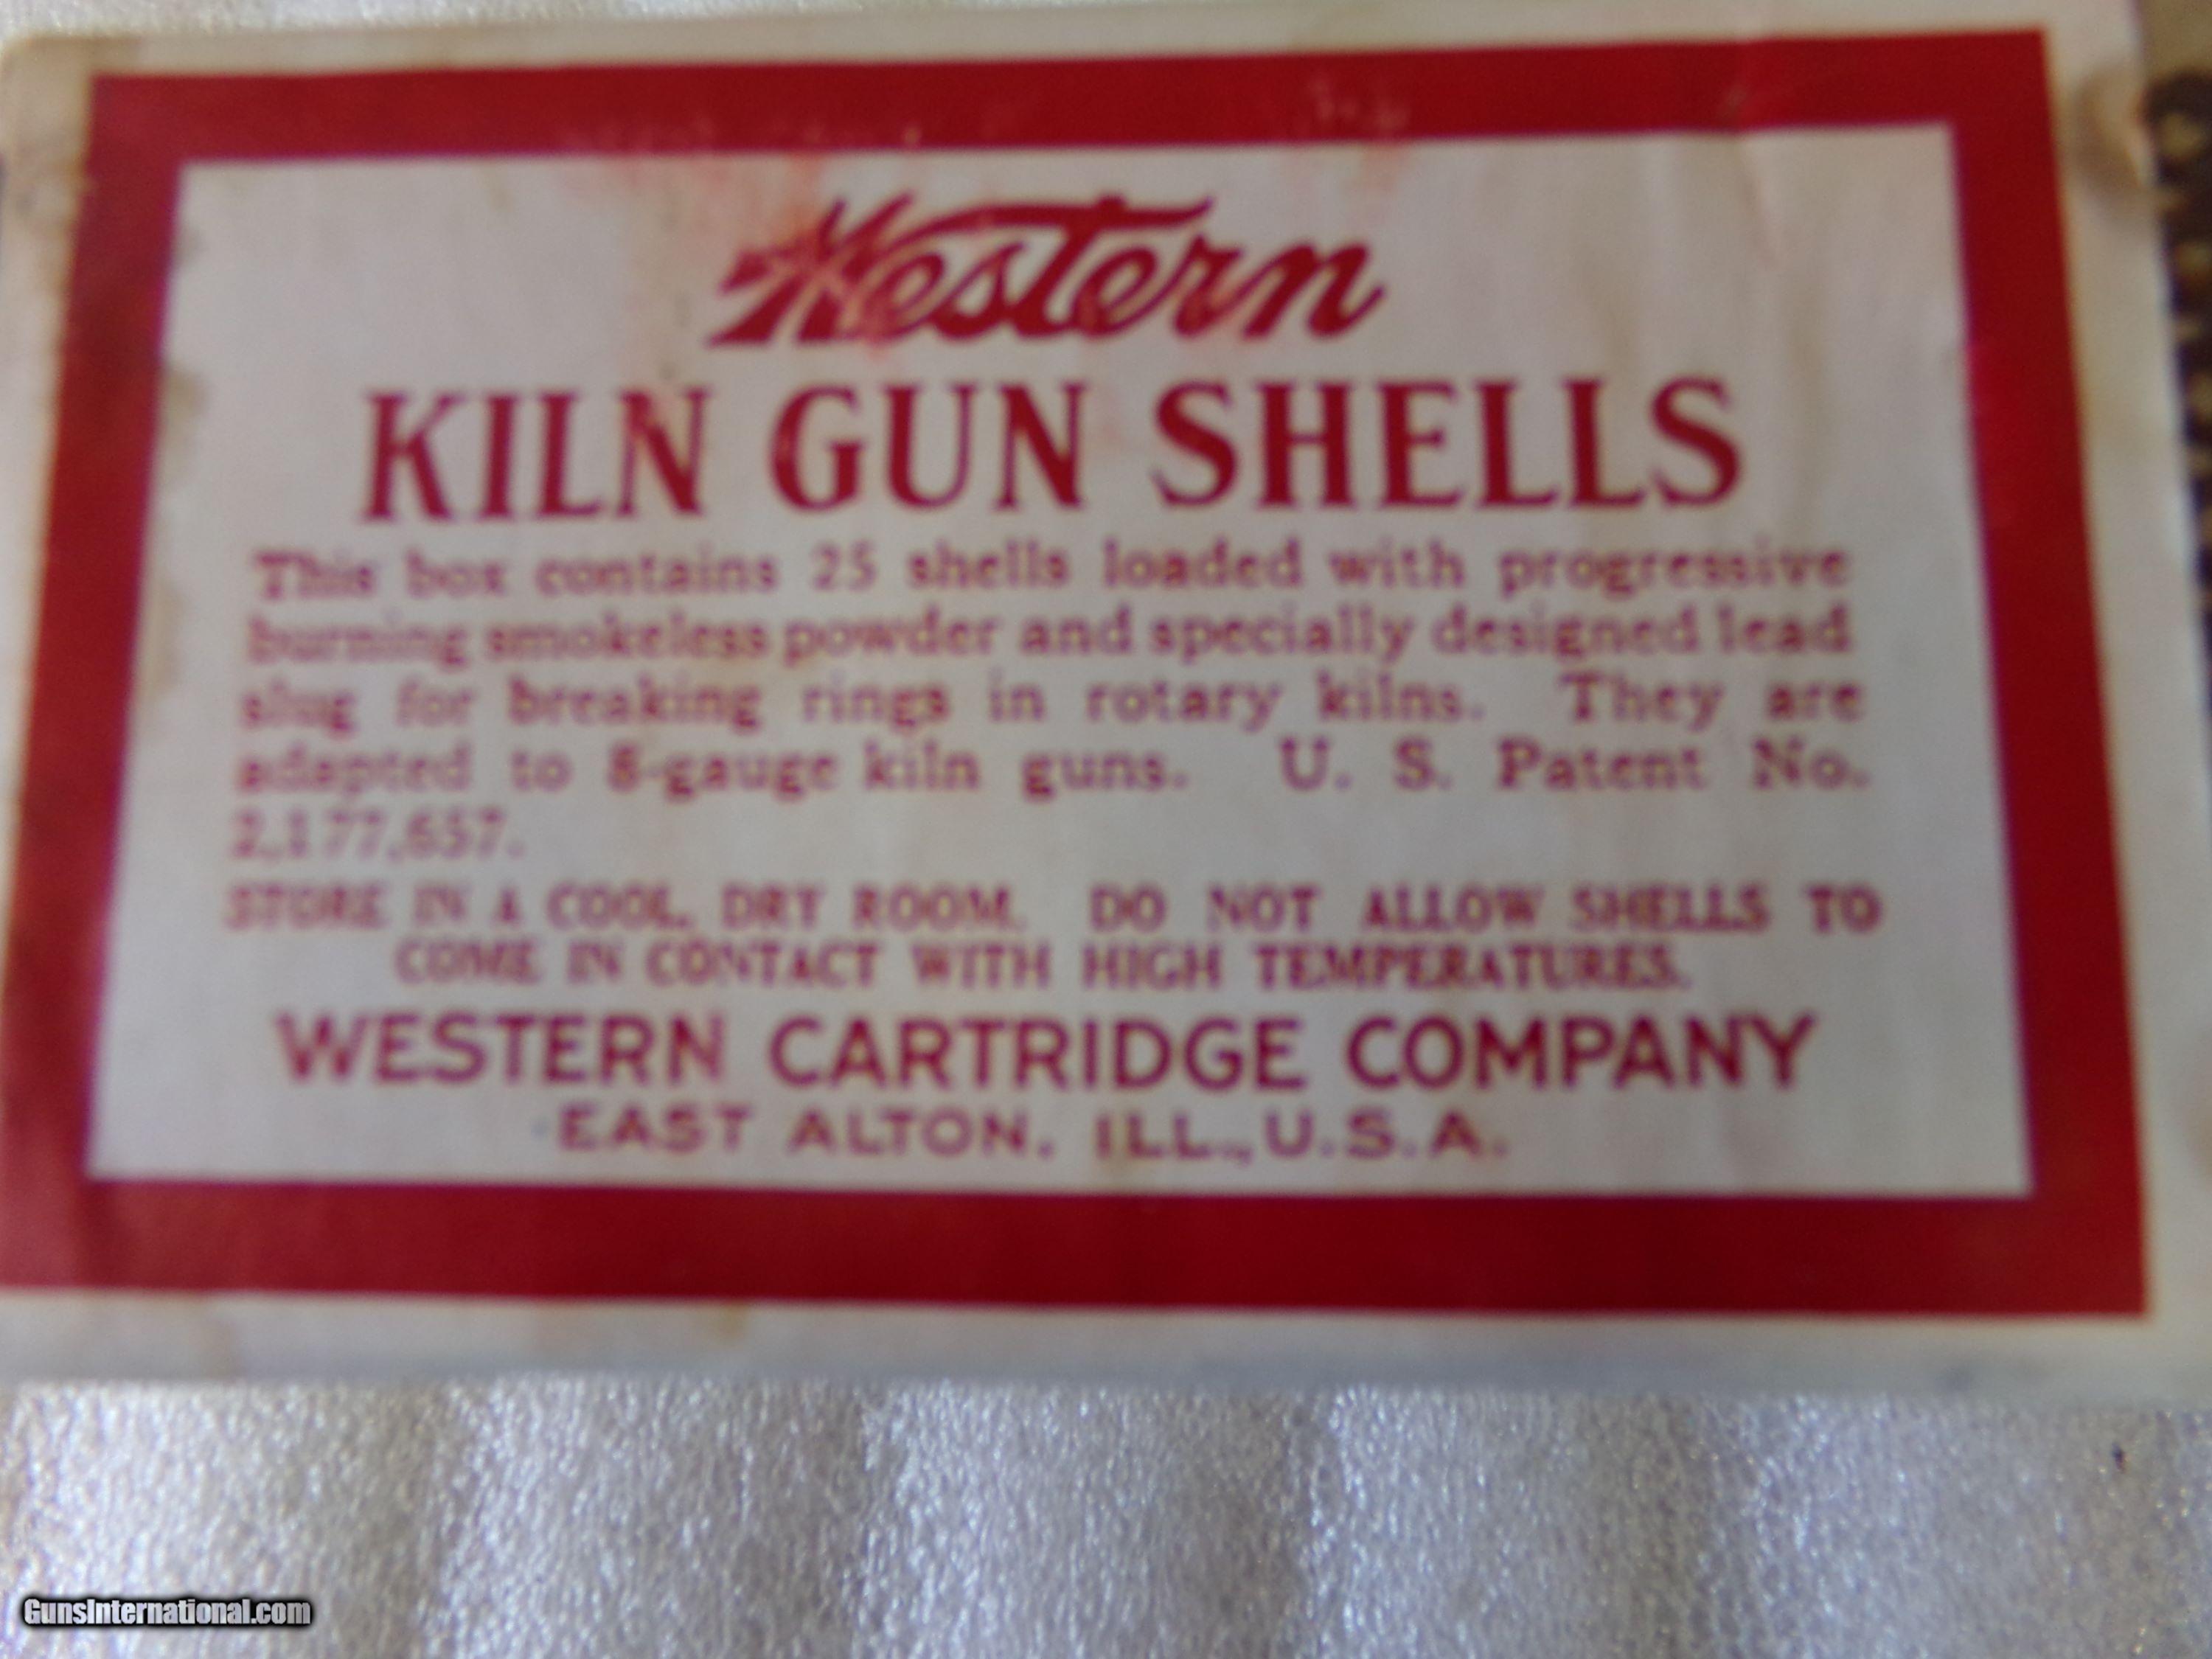 Western
KILN GUN SHELLS
This box contains 25 shells loaded with progressive
burning smokeless powder and specially designed lead
slug for breaking rings in rotary kilns. They are
adapted to 8-gauge kiln guns. U. S. Patent No.
2,177,657.
STORE IN A COOL, DRY ROOM. DO NOT ALLOW SHELLS TO
COME IN CONTACT WITH HIGH TEMPERATURES.
WESTERN CARTRIDGE COMPANY
EAST ALTON, ILL., U.S.A.
GunsInternational.com